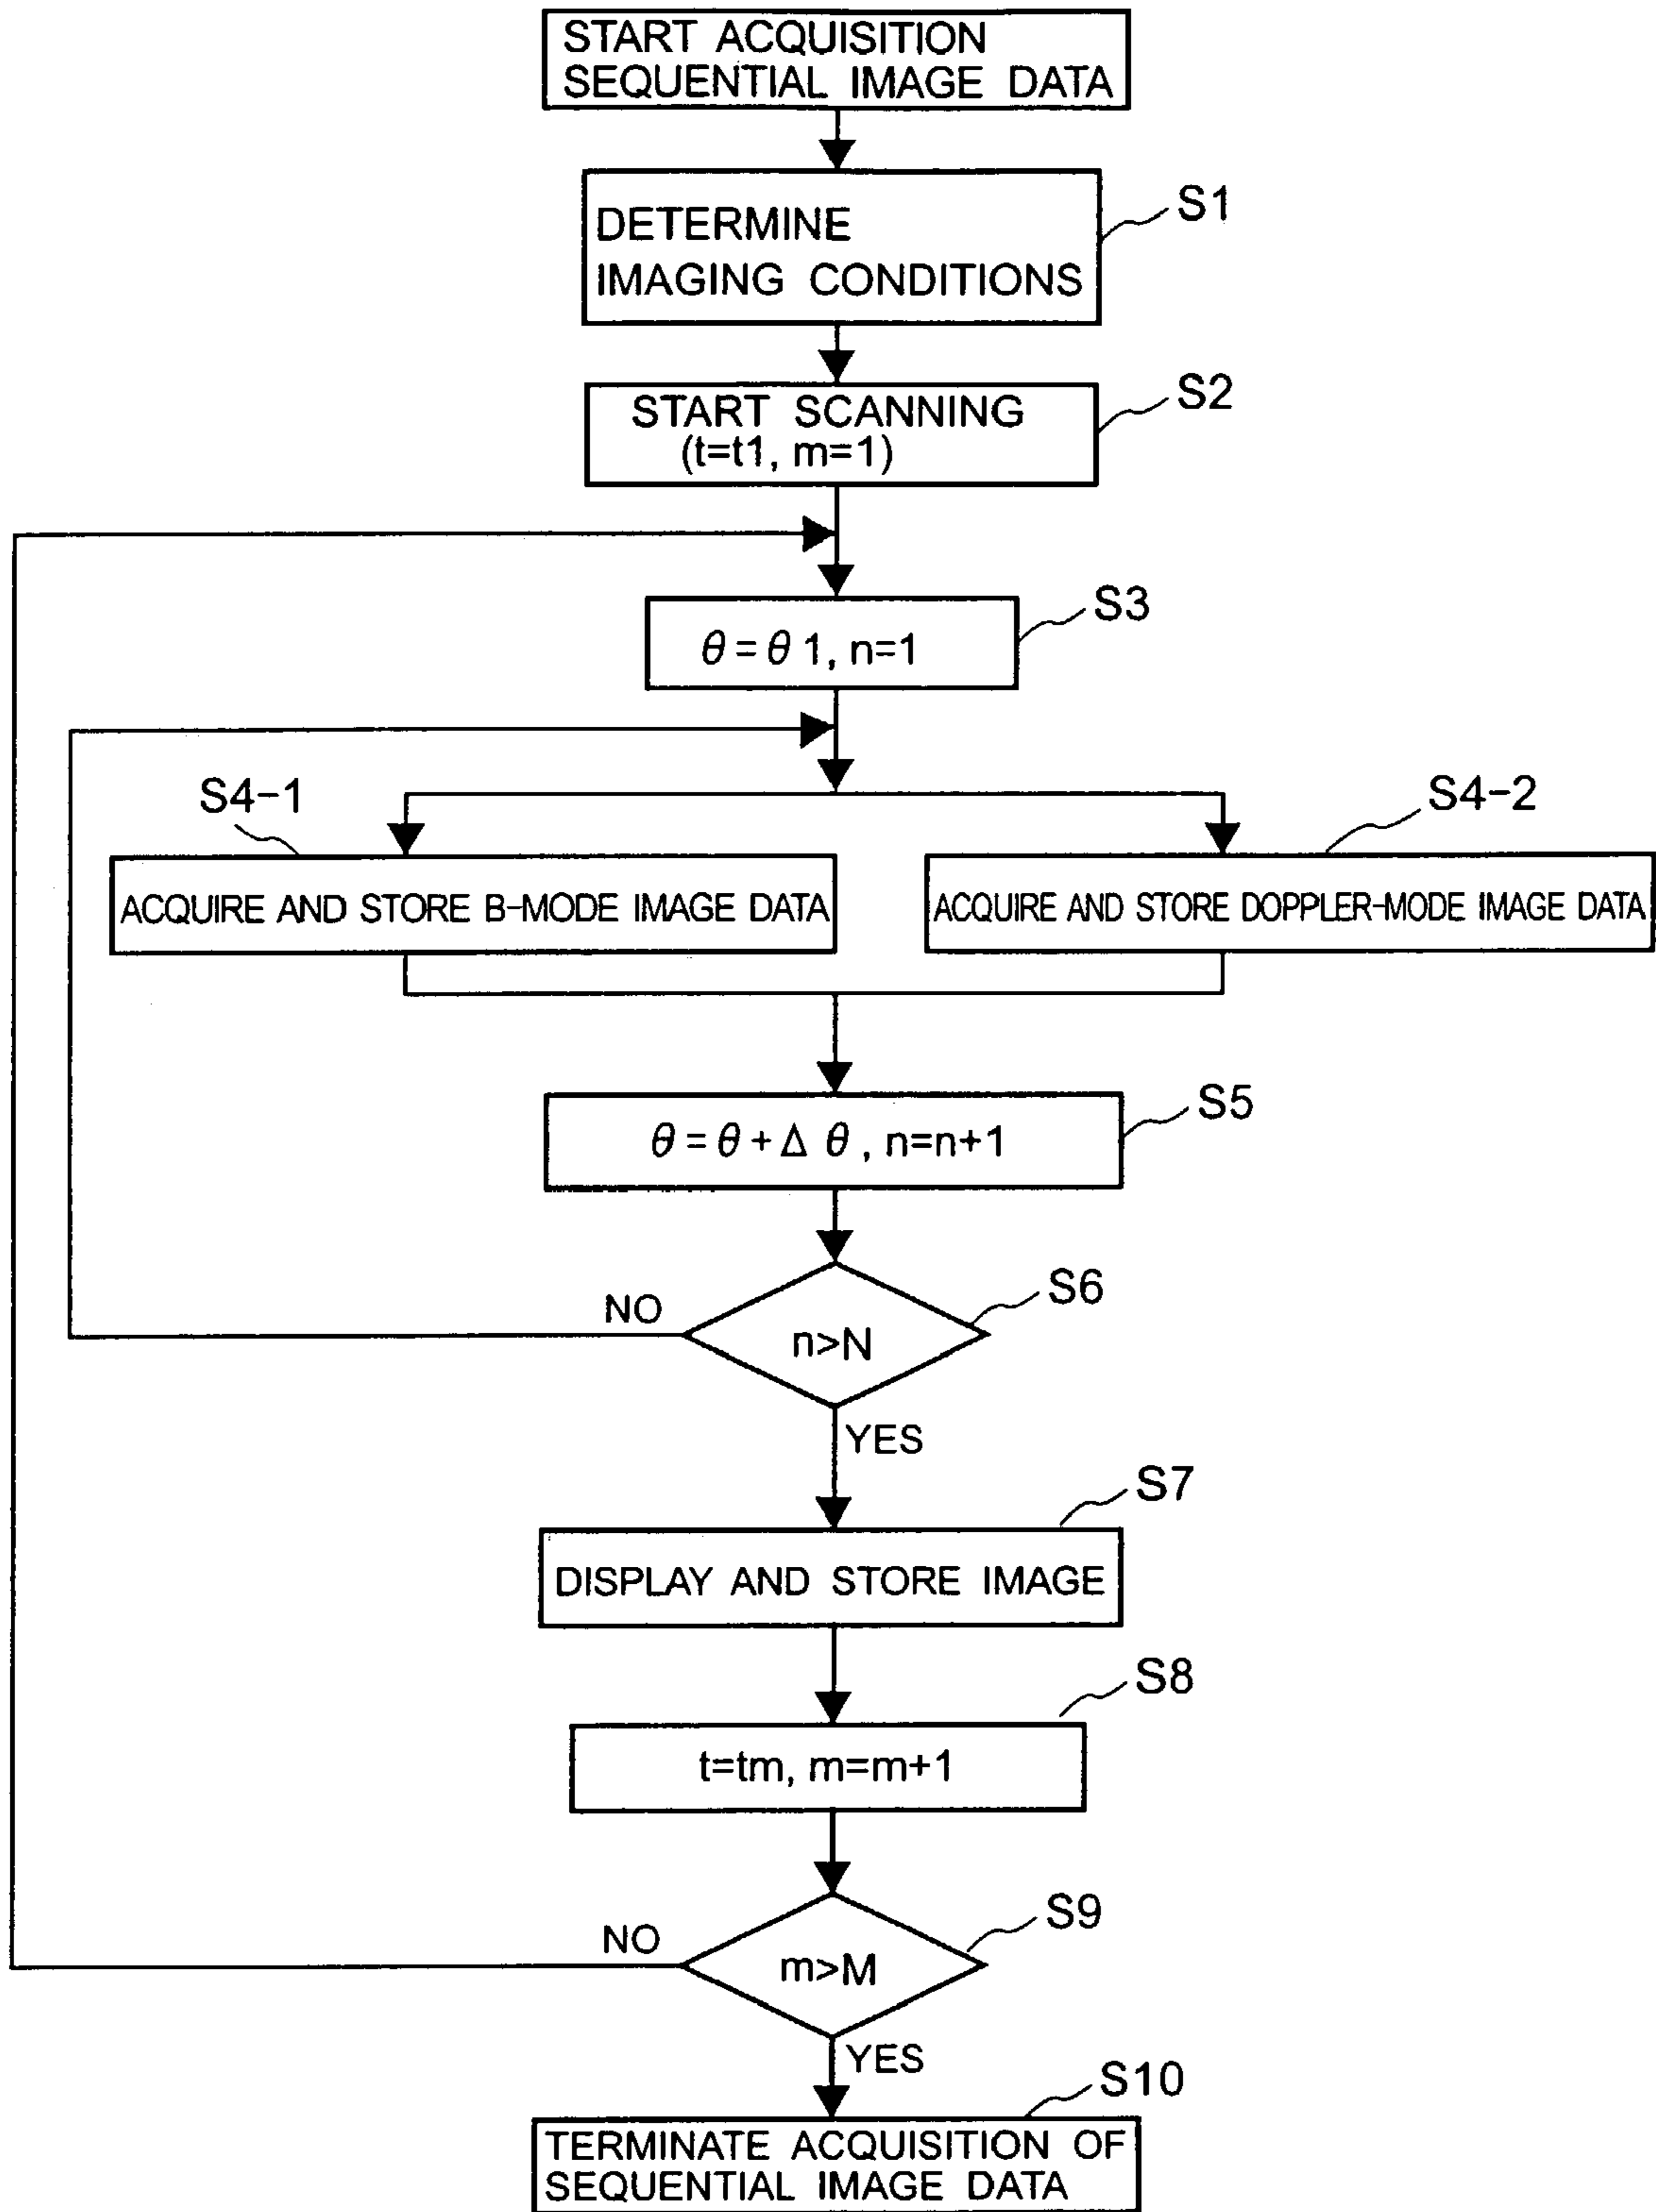 START ACQUISITION
SEQUENTIAL IMAGE DATA
S1
DETERMINE
IMAGING CONDITIONS
S2
START SCANNING
(t=t1, m=1)
S3
θ = θ 1, n=1
S4-1
S4-2
ACQUIRE AND STORE B-MODE IMAGE DATA
ACQUIRE AND STORE DOPPLER-MODE IMAGE DATA
S5
θ = θ + Δ θ , n=n+1
S6
NO
n>N
YES
S7
DISPLAY AND STORE IMAGE
S8
t=tm, m=m+1
S9
NO
m>M
YES
S10
TERMINATE ACQUISITION OF
SEQUENTIAL IMAGE DATA